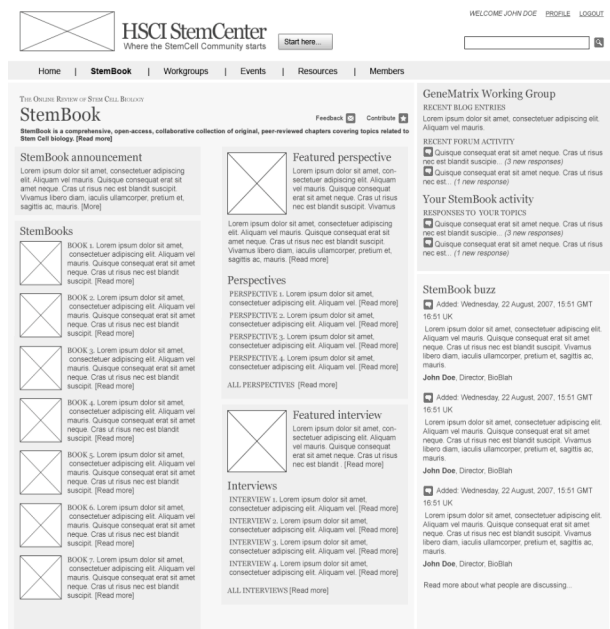 WELCOME JOHN DOE PROFILE LOGOUT
HSCI StemCenter
Where the StemCell Community starts
Start here...
Home | StemBook | Workgroups | Events | Resources | Members
The Online Review of Stem Cell Biology
StemBook
Feedback Contribute
StemBook is a comprehensive, open-access, collaborative collection of original, peer-reviewed chapters covering topics related to
Stem Cell biology. [Read more]
StemBook announcement
Lorem ipsum dolor sit amet, consectetuer adipiscing
elit. Aliquam vel mauris. Quisque consequat erat sit
amet neque. Cras ut risus nec est blandit suscipit.
Vivamus libero diam, iaculis ullamcorper, pretium et,
sagittis ac, mauris. [More]
StemBooks
BOOK 1. Lorem ipsum dolor sit amet,
consectetuer adipiscing elit. Aliquam vel
mauris. Quisque consequat erat sit amet
neque. Cras ut risus nec est blandit
suscipit. [Read more]
BOOK 2. Lorem ipsum dolor sit amet,
consectetuer adipiscing elit. Aliquam vel
mauris. Quisque consequat erat sit amet
neque. Cras ut risus nec est blandit
suscipit. [Read more]
BOOK 3. Lorem ipsum dolor sit amet,
consectetuer adipiscing elit. Aliquam vel
mauris. Quisque consequat erat sit amet
neque. Cras ut risus nec est blandit
suscipit. [Read more]
BOOK 4. Lorem ipsum dolor sit amet,
consectetuer adipiscing elit. Aliquam vel
mauris. Quisque consequat erat sit amet
neque. Cras ut risus nec est blandit
suscipit. [Read more]
BOOK 5. Lorem ipsum dolor sit amet,
consectetuer adipiscing elit. Aliquam vel
mauris. Quisque consequat erat sit amet
neque. Cras ut risus nec est blandit
suscipit. [Read more]
BOOK 6. Lorem ipsum dolor sit amet,
consectetuer adipiscing elit. Aliquam vel
mauris. Quisque consequat erat sit amet
neque. Cras ut risus nec est blandit
suscipit. [Read more]
BOOK 7. Lorem ipsum dolor sit amet,
consectetuer adipiscing elit. Aliquam vel
mauris. Quisque consequat erat sit amet
neque. Cras ut risus nec est blandit
suscipit. [Read more]
Featured perspective
Lorem ipsum dolor sit amet, con-
sectetuer adipiscing elit. Aliquam
vel mauris. Quisque consequat
erat sit amet neque. Cras ut risus
nec est blandit suscipit. Vivamus
Lorem ipsum dolor sit amet, consectetuer adipiscing
elit. Aliquam vel mauris. Quisque consequat erat sit
amet neque. Cras ut risus nec est blandit suscipit.
mauris. [Read more]
Perspectives
PERSPECTIVE 1. Lorem ipsum dolor sit amet,
consectetuer adipiscing elit. Aliquam vel. [Read more]
PERSPECTIVE 2. Lorem ipsum dolor sit amet,
consectetuer adipiscing elit. Aliquam vel. [Read more]
PERSPECTIVE 3. Lorem ipsum dolor sit amet,
consectetuer adipiscing elit. Aliquam vel. [Read more]
PERSPECTIVE 4. Lorem ipsum dolor sit amet,
consectetuer adipiscing elit. Aliquam vel. [Read more]
ALL PERSPECTIVES [Read more]
Featured interview
Lorem ipsum dolor sit amet, con-
sectetuer adipiscing elit. Aliquam
vel mauris. Quisque consequat
erat sit amet neque. Cras ut risus
nec est blandit . [Read more]
Interviews
INTERVIEW 1. Lorem ipsum dolor sit amet,
consectetuer adipiscing elit. Aliquam vel. [Read more]
INTERVIEW 2. Lorem ipsum dolor sit amet,
consectetuer adipiscing elit. Aliquam vel. [Read more]
INTERVIEW 3. Lorem ipsum dolor sit amet,
consectetuer adipiscing elit. Aliquam vel. [Read more]
INTERVIEW 4. Lorem ipsum dolor sit amet,
consectetuer adipiscing elit. Aliquam vel. [Read more]
ALL INTERVIEWS [Read more]
GeneMatrix Working Group
RECENT BLOG ENTRIES
Lorem ipsum dolor sit amet, consectetuer adipiscing elit.
Aliquam vel mauris.
RECENT FORUM ACTIVITY
Quisque consequat erat sit amet neque. Cras ut risus
nec est blandit suscipie... (3 new responses)
Quisque consequat erat sit amet neque. Cras ut risus
nec est... (1 new response)
Your StemBook activity
RESPONSES TO YOUR TOPICS
Quisque consequat erat sit amet neque. Cras ut risus
nec est blandit suscipie... (3 new responses)
Quisque consequat erat sit amet neque. Cras ut risus
nec est... (1 new response)
StemBook buzz
Added: Wednesday, 22 August, 2007, 15:51 GMT
16:51 UK
Lorem ipsum dolor sit amet, consectetuer adipiscing elit.
Aliquam vel mauris. Quisque consequat erat sit amet
neque. Cras ut risus nec est blandit suscipit. Vivamus
libero diam, iaculis ullamcorper, pretium et, sagittis ac,
mauris.
John Doe, Director, BioBlah
Added: Wednesday, 22 August, 2007, 15:51 GMT
16:51 UK
Lorem ipsum dolor sit amet, consectetuer adipiscing elit.
Aliquam vel mauris. Quisque consequat erat sit amet
neque. Cras ut risus nec est blandit suscipit. Vivamus
libero diam, iaculis ullamcorper, pretium et, sagittis ac,
mauris.
John Doe, Director, BioBlah
Added: Wednesday, 22 August, 2007, 15:51 GMT
16:51 UK
Lorem ipsum dolor sit amet, consectetuer adipiscing elit.
Aliquam vel mauris. Quisque consequat erat sit amet
neque. Cras ut risus nec est blandit suscipit. Vivamus
libero diam, iaculis ullamcorper, pretium et, sagittis ac,
mauris.
John Doe, Director, BioBlah
Read more about what people are discussing...